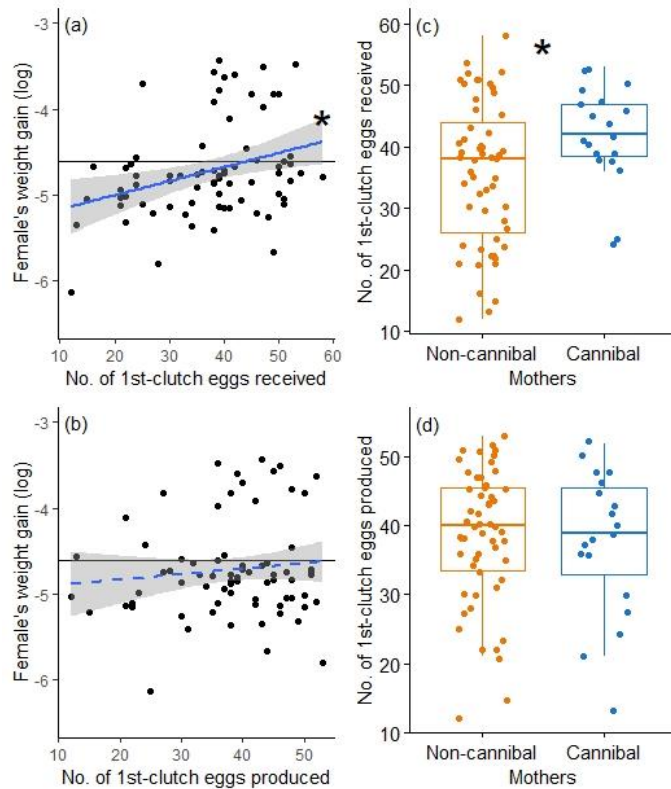 (a)
Female's weight gain (log)
-3
-4
-5
-6
*
10 20 30 40 50 60
No. of 1st-clutch eggs received
(c)
No. of 1st-clutch eggs received
60
50
40
30
20
10
*
Non-cannibal Cannibal
Mothers
(b)
Female's weight gain (log)
-3
-4
-5
-6
10 20 30 40 50
No. of 1st-clutch eggs produced
(d)
No. of 1st-clutch eggs produced
50
40
30
20
10
Non-cannibal Cannibal
Mothers